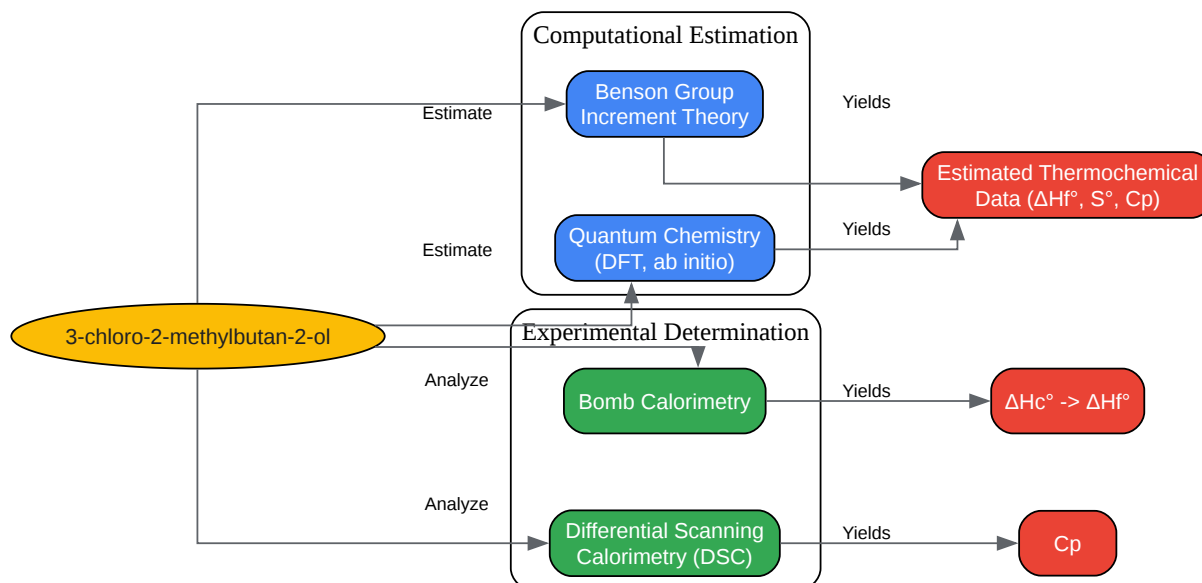 Computational Estimation
Benson Group
Increment Theory
Estimate
Yields
Estimated Thermochemical
Data (ΔHf°, S°, Cp)
Quantum Chemistry
(DFT, ab initio)
Estimate
Yields
3-chloro-2-methylbutan-2-ol
Experimental Determination
Analyze
Bomb Calorimetry
Yields
ΔHc° -> ΔHf°
Analyze
Differential Scanning
Calorimetry (DSC)
Yields
Cp